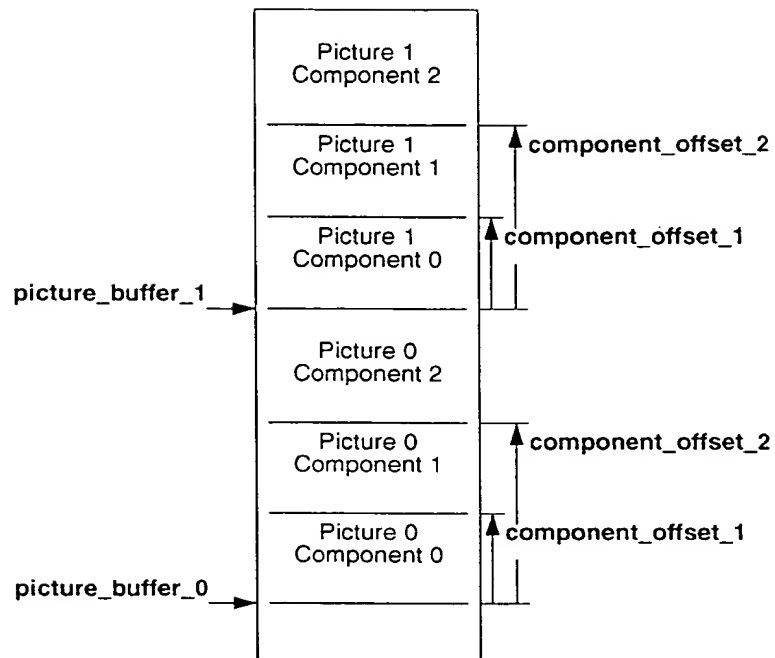 Picture 1
Component 2
component_offset_2
Picture 1
Component 1
component_offset_1
Picture 1
Component 0
picture_buffer_1
Picture 0
Component 2
component_offset_2
Picture 0
Component 1
component_offset_1
Picture 0
Component 0
picture_buffer_0